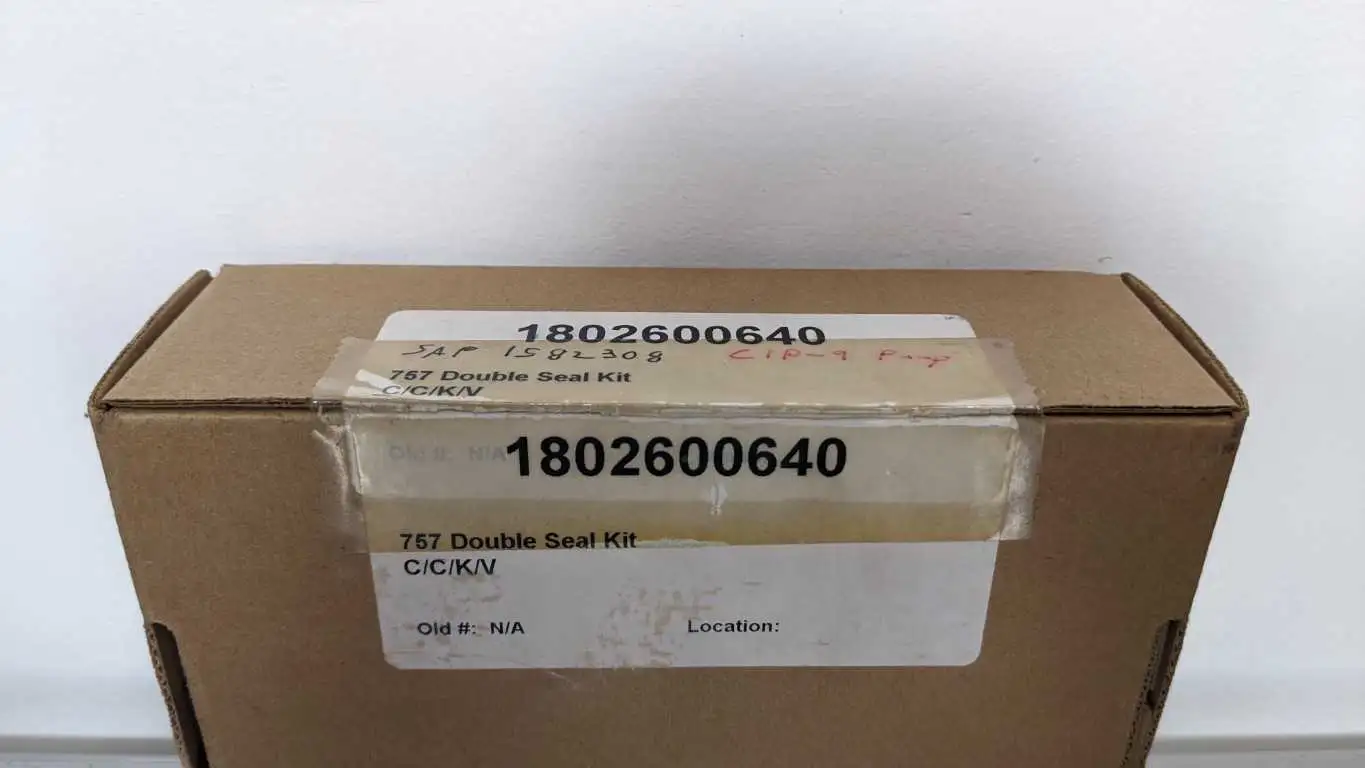 1802600640
SAP 1582308 CIP-9 Pump
757 Double Seal Kit
C/C/K/V
Old #: N/A
1802600640
757 Double Seal Kit
C/C/K/V
Old #: N/A Location: